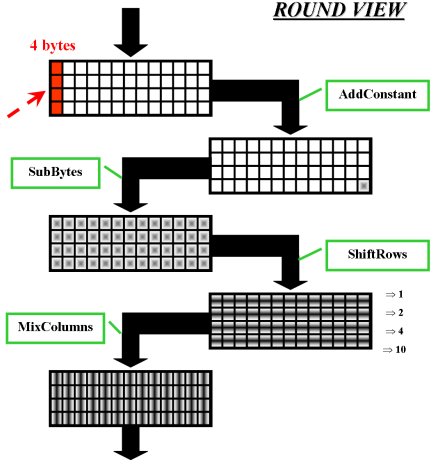 ROUND VIEW
4 bytes
AddConstant
SubBytes
ShiftRows
⇒ 1
⇒ 2
MixColumns
⇒ 4
⇒ 10